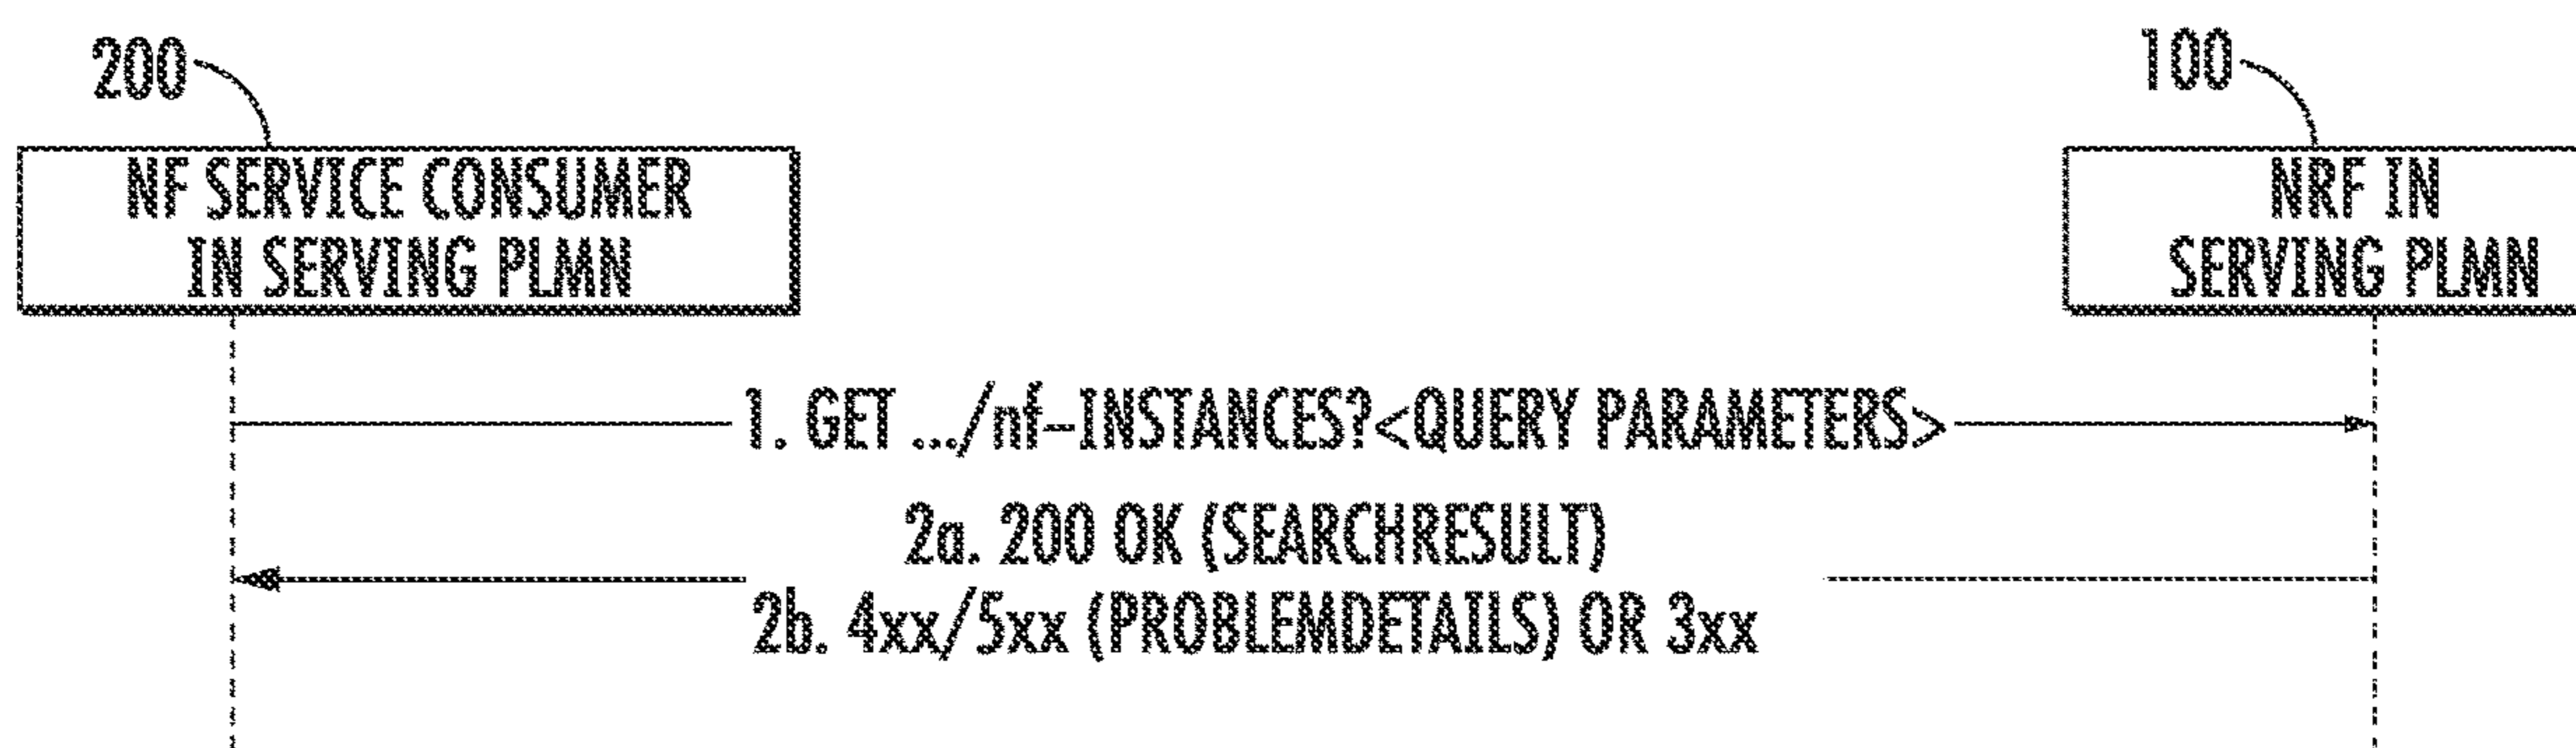 200
100
NF SERVICE CONSUMER
IN SERVING PLMN
NRF IN
SERVING PLMN
1. GET .../nf-INSTANCES?<QUERY PARAMETERS>
2a. 200 OK (SEARCHRESULT)
2b. 4xx/5xx (PROBLEMDETAILS) OR 3xx